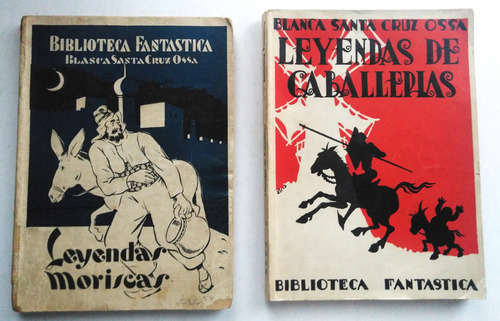 BIBLIOTECA FANTASTICA
BLANCA SANTA CRUZ OSSA
Leyendas
Moriscas
BLANCA SANTA CRUZ OSSA
LEYENDAS DE
CABALLERIAS
BIBLIOTECA FANTASTICA